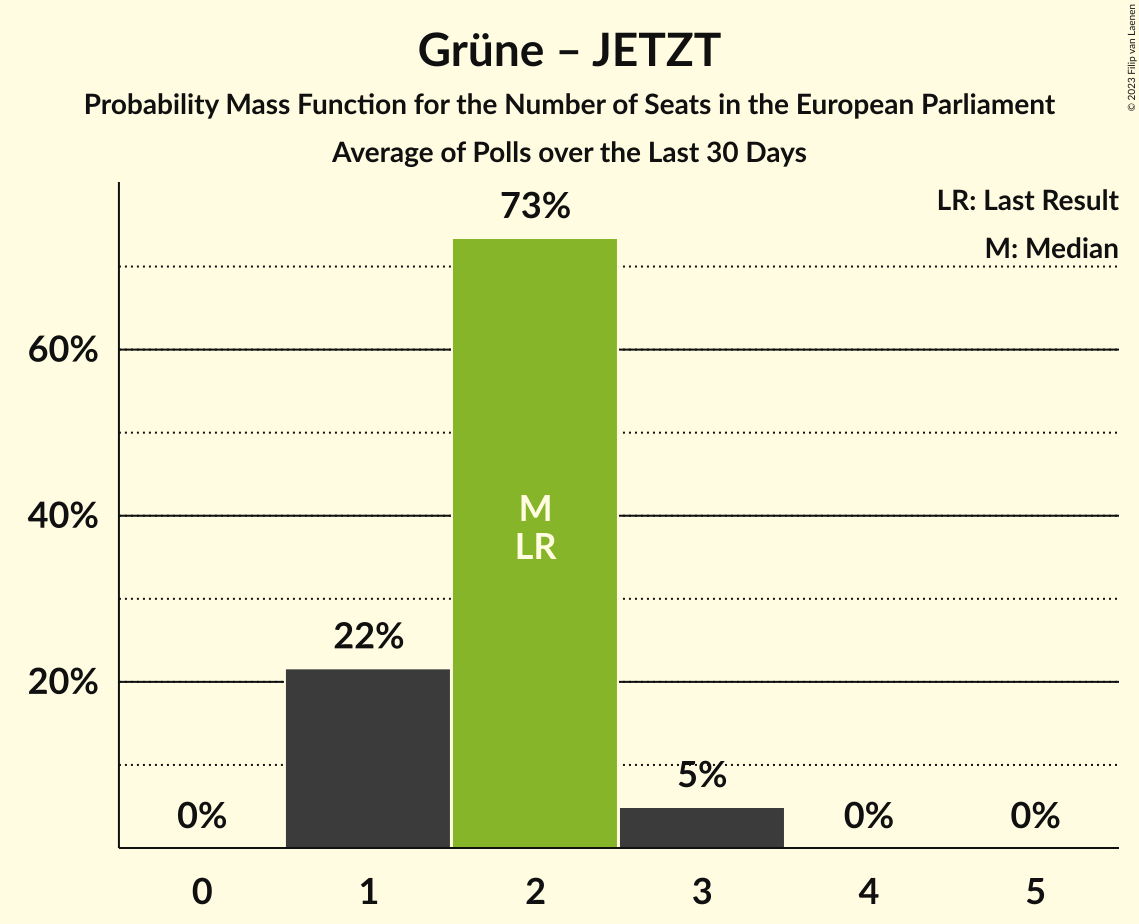 Grüne – JETZT
Probability Mass Function for the Number of Seats in the European Parliament
Average of Polls over the Last 30 Days
© 2023 Filip van Laenen
LR: Last Result
M: Median
73%
60%
M
40%
LR
22%
20%
5%
0%
0%
0%
0 1 2 3 4 5